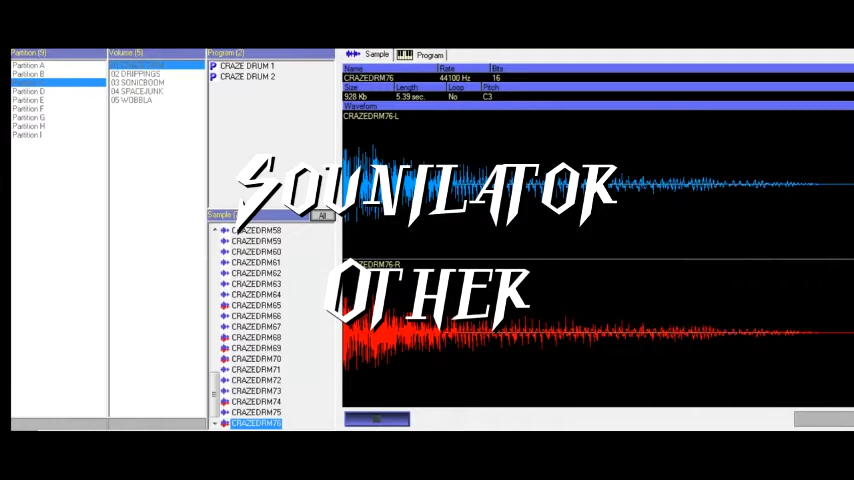 Partition (9)
Partition A
Partition B
Partition D
Partition E
Partition F
Partition G
Partition H
Partition I
Volume (5)
02 DRIPPINGS
03 SONICBOOM
04 SPACEJUNK
05 WOBBLA
Program (2)
P CRAZE DRUM 1
P CRAZE DRUM 2
Sample
All
CRAZEDRM58
CRAZEDRM59
CRAZEDRM60
CRAZEDRM61
CRAZEDRM62
CRAZEDRM63
CRAZEDRM64
CRAZEDRM65
CRAZEDRM66
CRAZEDRM67
CRAZEDRM68
CRAZEDRM69
CRAZEDRM70
CRAZEDRM71
CRAZEDRM72
CRAZEDRM73
CRAZEDRM74
CRAZEDRM75
CRAZEDRM76
Sample Program
Name Rate Bits
CRAZEDRM76 44100 Hz 16
Size Length Loop Pitch
928 Kb 5.39 sec. No C3
Waveform
CRAZEDRM76-L
CRAZEDRM76-R
SOUNILATOR
OTHER